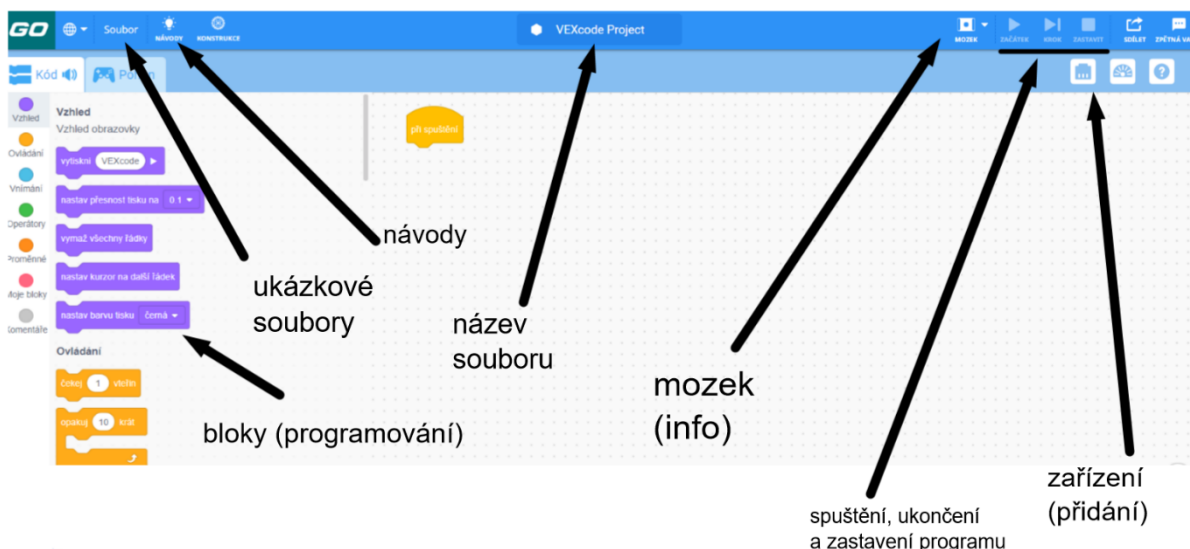 GO Soubor NÁVODY KONSTRUKCE VEXcode Project MOZEK ZAČÁTEK KROK ZASTAVIT SDÍLET ZPĚTNÁ VA
Kód
Vzhled
Ovládání
Vnímání
Operátory
Proměnné
Moje bloky
Komentáře
Vzhled
Vzhled obrazovky
vytiskni VEXcode
nastav přesnost tisku na 0.1
vymaž všechny řádky
nastav kurzor na další řádek
nastav barvu tisku černá
Ovládání
čekej 1 vteřin
opakuj 10 krát
při spuštění
návody
ukázkové
soubory
název
souboru
bloky (programování)
mozek
(info)
zařízení
(přidání)
spuštění, ukončení
a zastavení programu